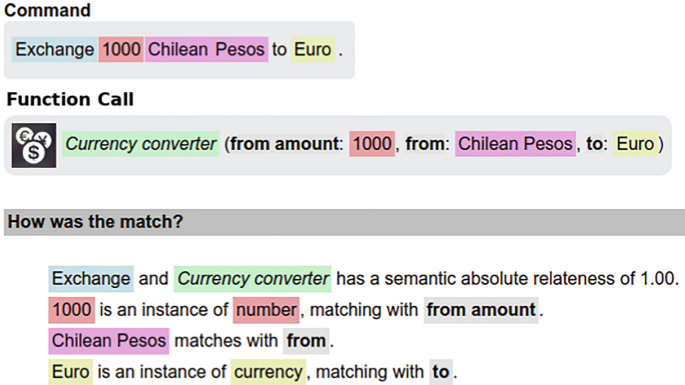 Command
Exchange 1000 Chilean Pesos to Euro .
Function Call
€ ¥ $ Currency converter (from amount: 1000, from: Chilean Pesos, to: Euro)
How was the match?
Exchange and Currency converter has a semantic absolute relateness of 1.00.
1000 is an instance of number, matching with from amount.
Chilean Pesos matches with from.
Euro is an instance of currency, matching with to.